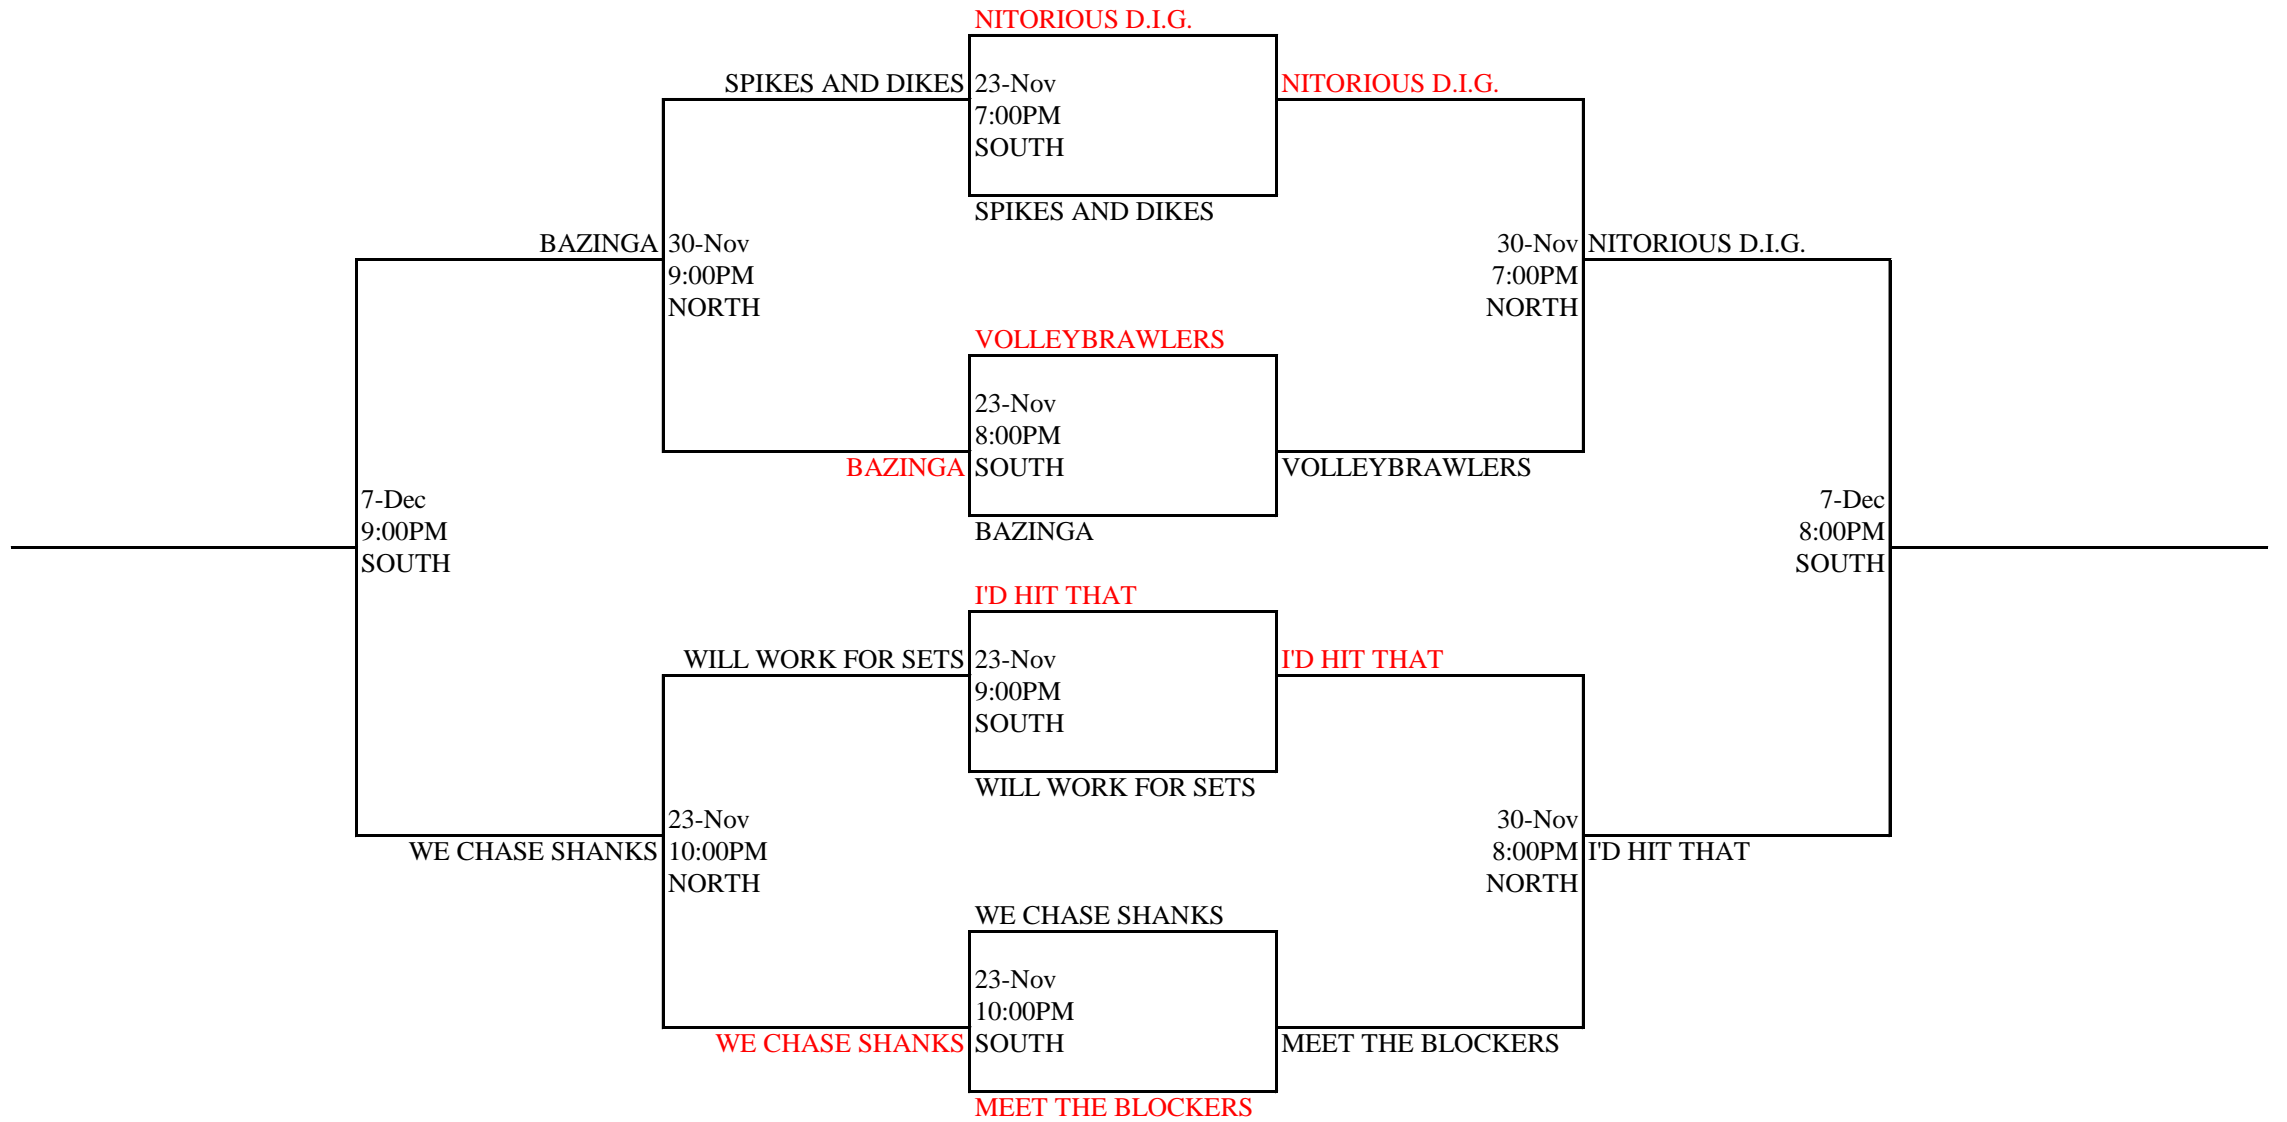 NITORIOUS D.I.G.
SPIKES AND DIKES
23-Nov
NITORIOUS D.I.G.
7:00PM
SOUTH
SPIKES AND DIKES
BAZINGA
30-Nov
30-Nov
NITORIOUS D.I.G.
9:00PM
7:00PM
NORTH
NORTH
VOLLEYBRAWLERS
23-Nov
8:00PM
BAZINGA
SOUTH
VOLLEYBRAWLERS
7-Dec
7-Dec
9:00PM
BAZINGA
8:00PM
SOUTH
SOUTH
I'D HIT THAT
WILL WORK FOR SETS
23-Nov
I'D HIT THAT
9:00PM
SOUTH
WILL WORK FOR SETS
23-Nov
30-Nov
WE CHASE SHANKS
10:00PM
8:00PM
I'D HIT THAT
NORTH
NORTH
WE CHASE SHANKS
23-Nov
10:00PM
WE CHASE SHANKS
SOUTH
MEET THE BLOCKERS
MEET THE BLOCKERS